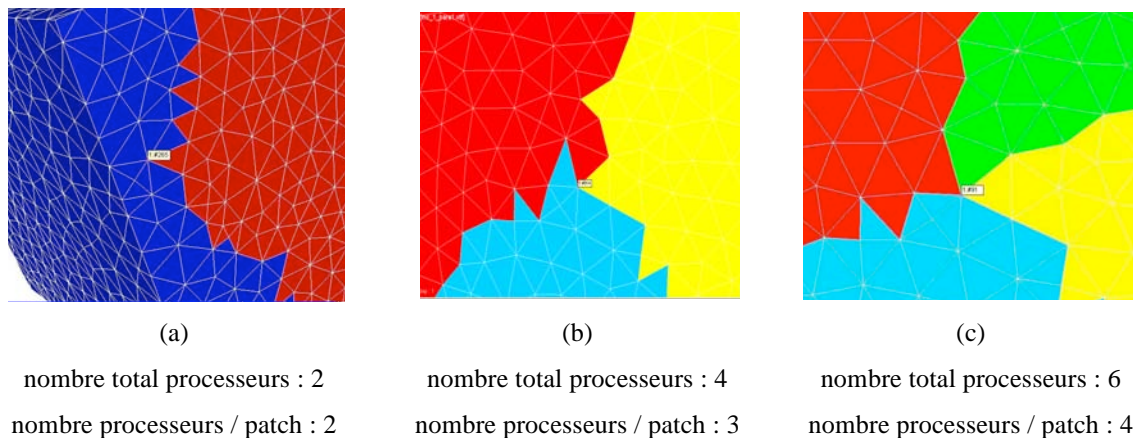 (a)
(b)
(c)
nombre total processeurs : 2
nombre total processeurs : 4
nombre total processeurs : 6
nombre processeurs / patch : 2
nombre processeurs / patch : 3
nombre processeurs / patch : 4